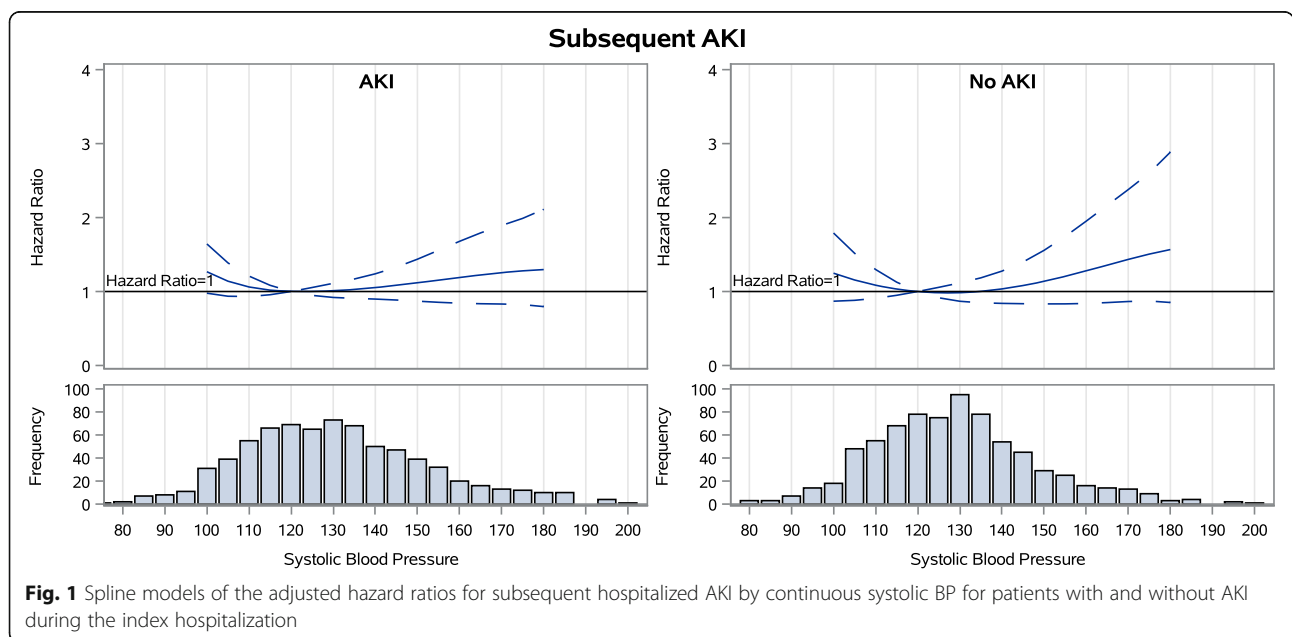 Subsequent AKI
AKI
4
3
2
1
0
Hazard Ratio
Hazard Ratio=1
100
80
60
40
20
0
Frequency
80 90 100 110 120 130 140 150 160 170 180 190 200
Systolic Blood Pressure
No AKI
4
3
2
1
0
Hazard Ratio
Hazard Ratio=1
100
80
60
40
20
0
Frequency
80 90 100 110 120 130 140 150 160 170 180 190 200
Systolic Blood Pressure
Fig. 1 Spline models of the adjusted hazard ratios for subsequent hospitalized AKI by continuous systolic BP for patients with and without AKI
during the index hospitalization